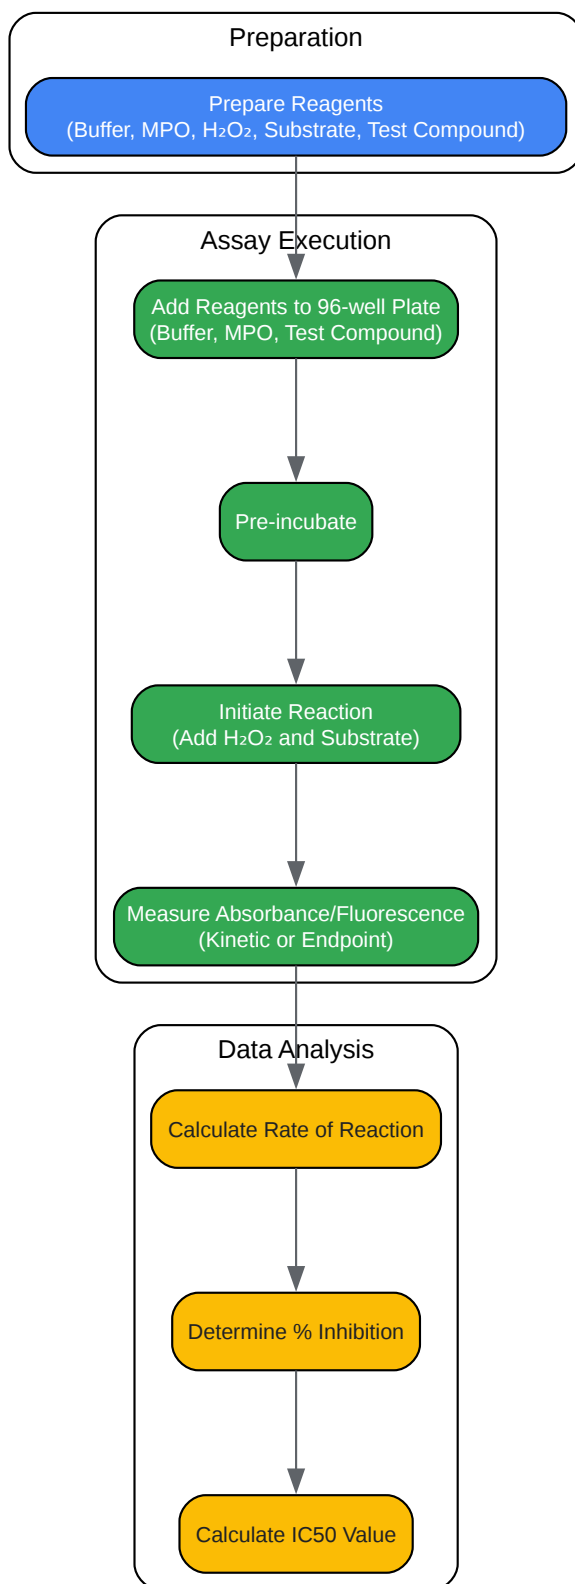 Preparation
Prepare Reagents
(Buffer, MPO, H₂O₂, Substrate, Test Compound)
Assay Execution
Add Reagents to 96-well Plate
(Buffer, MPO, Test Compound)
Pre-incubate
Initiate Reaction
(Add H₂O₂ and Substrate)
Measure Absorbance/Fluorescence
(Kinetic or Endpoint)
Data Analysis
Calculate Rate of Reaction
Determine % Inhibition
Calculate IC50 Value